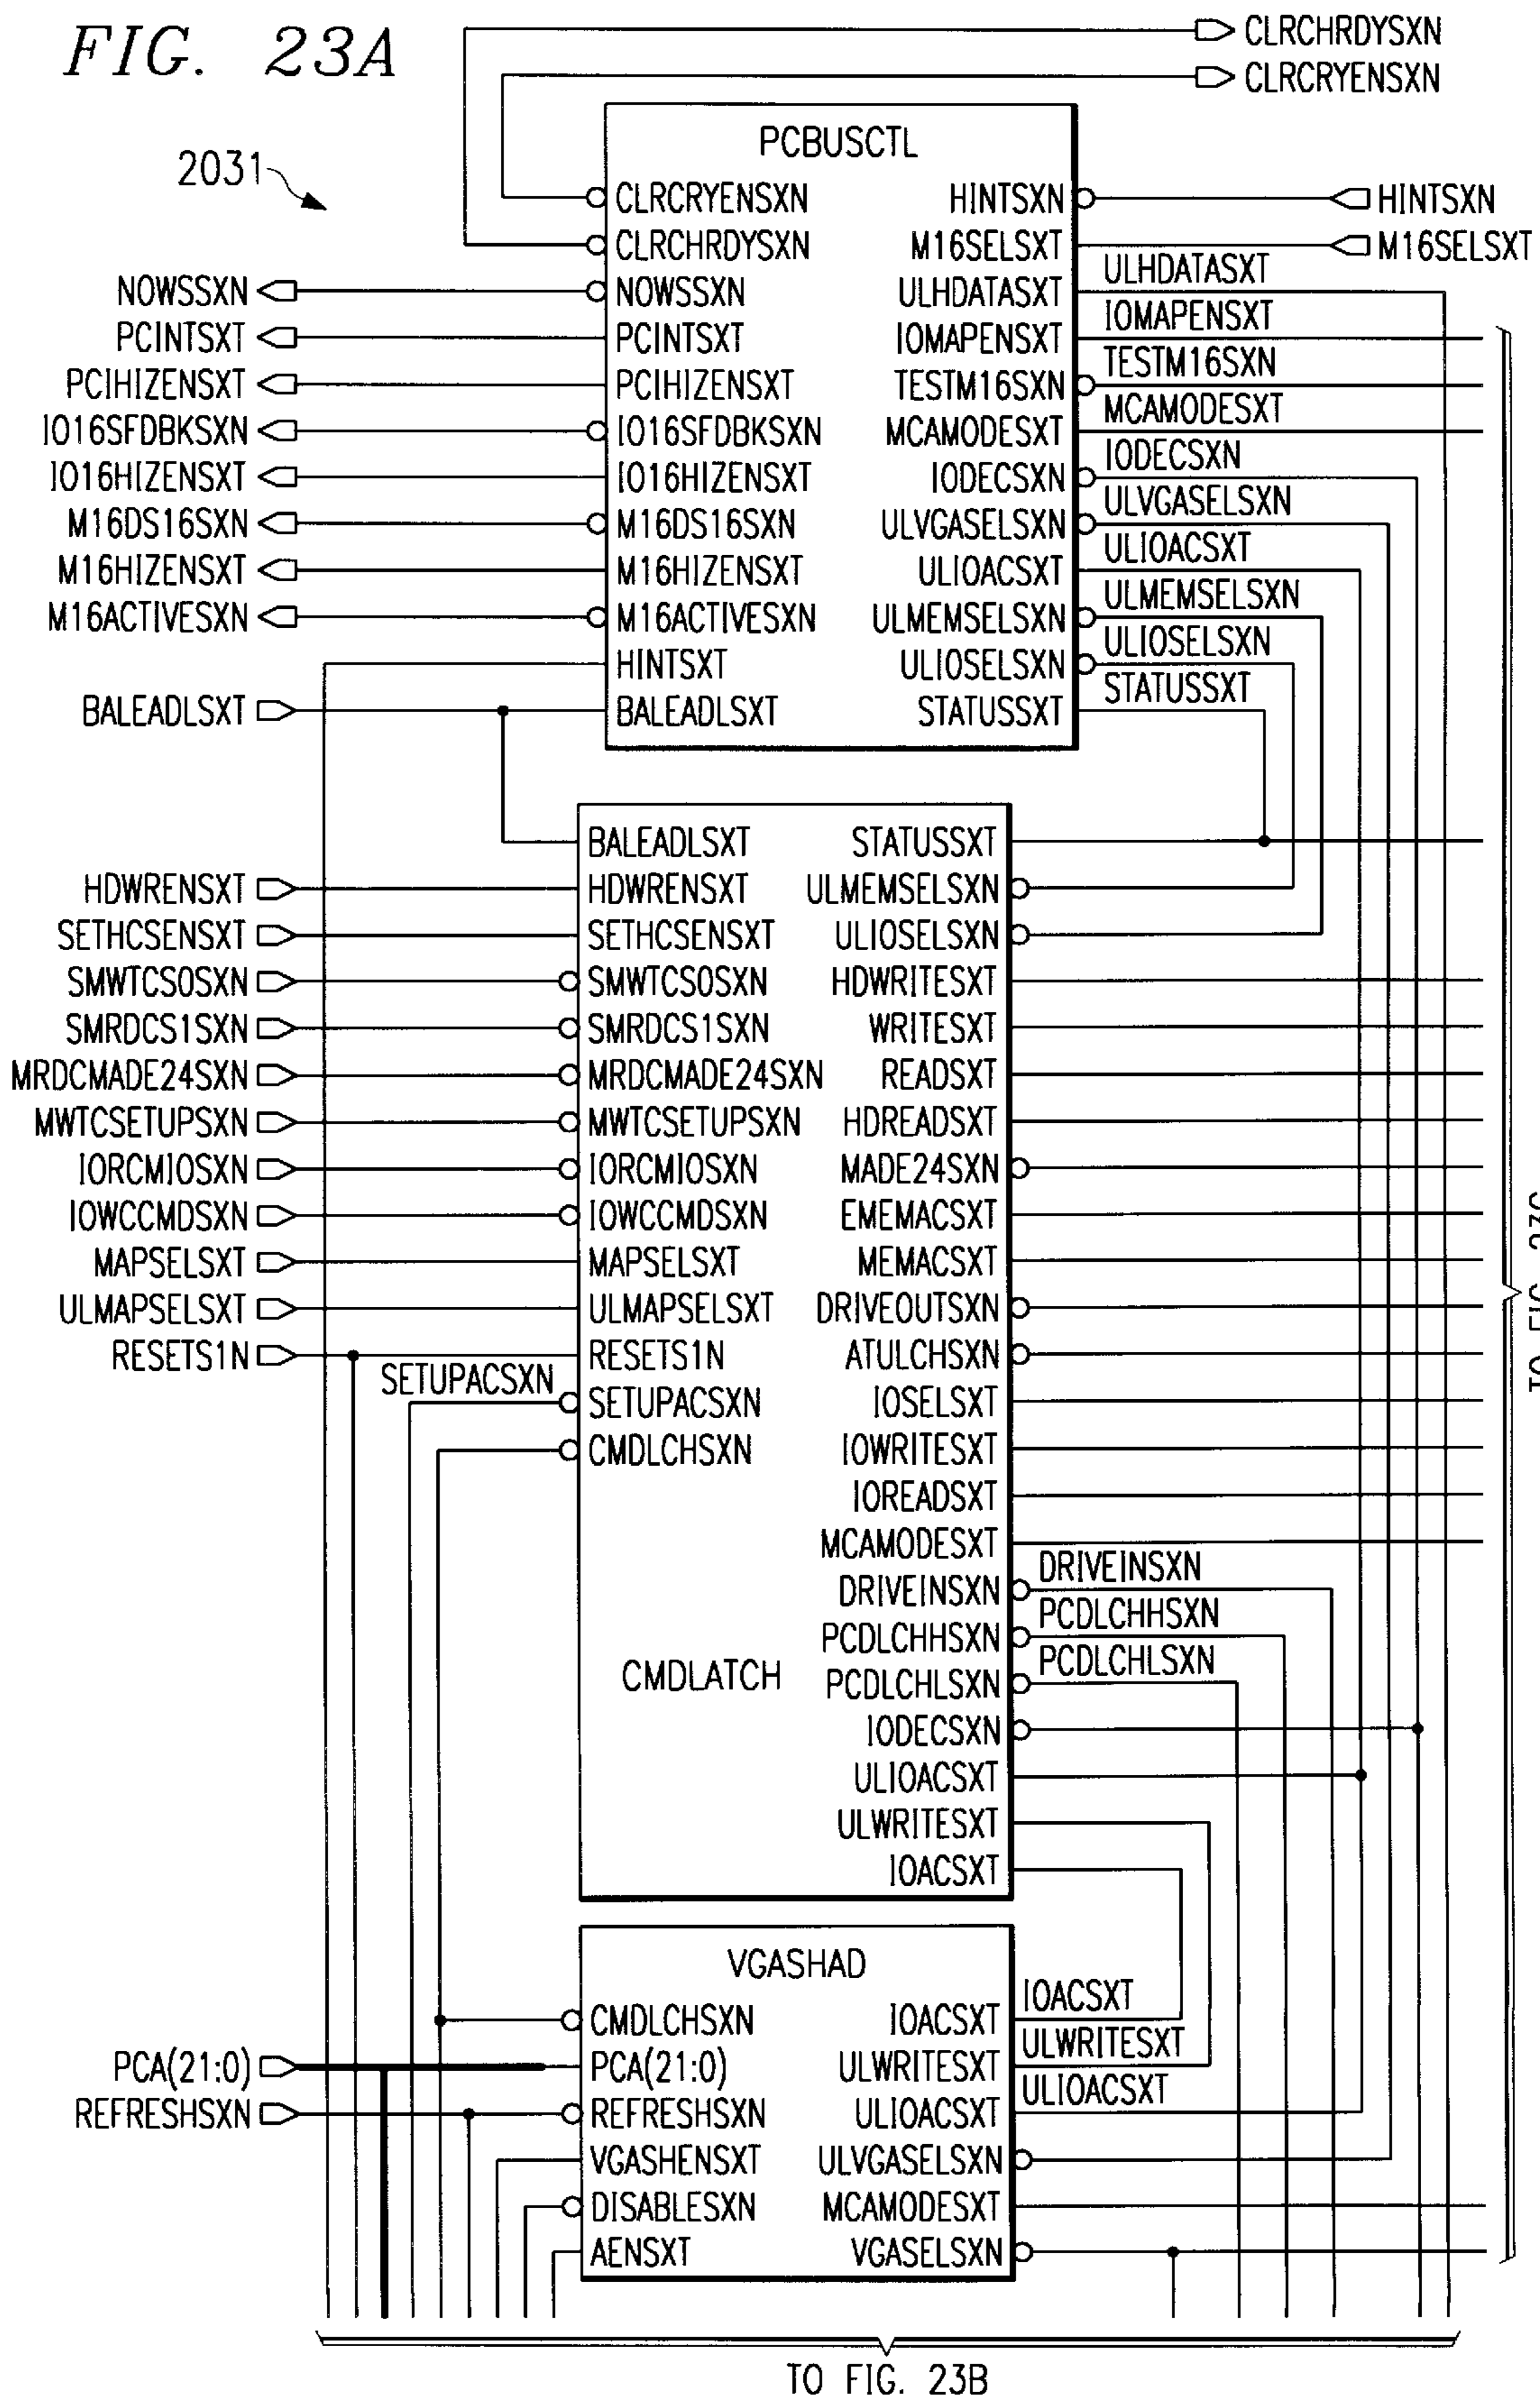 FIG. 23A
CLRCHRDYSXN
CLRCRYENSXN
2031
PCBUSCTL
CLRCRYENSXN HINTSXN HINTSXN
CLRCHRDYSXN M16SELSXT M16SELSXT
NOWSSXN NOWSSXN ULHDATASXT ULHDATASXT
PCINTSXT PCINTSXT IOMAPENSXT IOMAPENSXT
PCIHIZENSXT PCIHIZENSXT TESTM16SXN TESTM16SXN
IO16SFDBKSXN IO16SFDBKSXN MCAMODESXT MCAMODESXT
IO16HIZENSXT IO16HIZENSXT IODECSXN IODECSXN
M16DS16SXN M16DS16SXN ULVGASELSXN ULVGASELSXN
M16HIZENSXT M16HIZENSXT ULIOACSXT ULIOACSXT
M16ACTIVESXN M16ACTIVESXN ULMEMSELSXN ULMEMSELSXN
HINTSXT ULIOSELSXN ULIOSELSXN
BALEADLSXT BALEADLSXT STATUSSXT STATUSSXT
BALEADLSXT STATUSSXT
HDWRENSXT HDWRENSXT ULMEMSELSXN
SETHCSENSXT SETHCSENSXT ULIOSELSXN
SMWTCS0SXN SMWTCS0SXN HDWRITESXT
SMRDCS1SXN SMRDCS1SXN WRITESXT
MRDCMADE24SXN MRDCMADE24SXN READSXT
MWTCSETUPSXN MWTCSETUPSXN HDREADSXT
IORCMIOSXN IORCMIOSXN MADE24SXN
IOWCCMDSXN IOWCCMDSXN EMEMACSXT
MAPSELSXT MAPSELSXT MEMACSXT
ULMAPSELSXT ULMAPSELSXT DRIVEOUTSXN
RESETS1N RESETS1N ATULCHSXN
SETUPACSXN SETUPACSXN IOSELSXT
CMDLCHSXN IOWRITESXT
IOREADSXT
MCAMODESXT
DRIVEINSXN DRIVEINSXN
PCDLCHHSXN PCDLCHHSXN
CMDLATCH PCDLCHLSXN PCDLCHLSXN
IODECSXN
ULIOACSXT
ULWRITESXT
IOACSXT
VGASHAD
CMDLCHSXN IOACSXT IOACSXT
PCA(21:0) PCA(21:0) ULWRITESXT ULWRITESXT
REFRESHSXN REFRESHSXN ULIOACSXT ULIOACSXT
VGASHENSXT ULVGASELSXN
DISABLESXN MCAMODESXT
AENSXT VGASELSXN
TO FIG. 23B